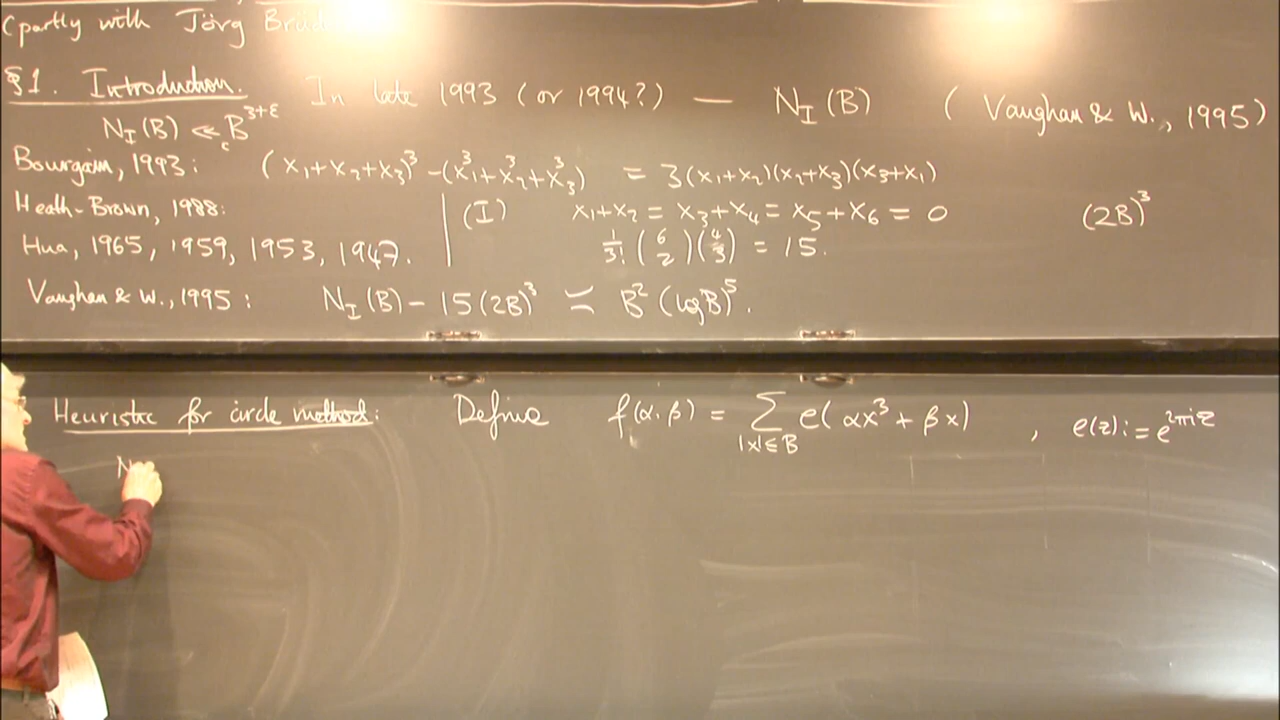 (partly with Jörg
§1. Introduction. In late 1993 (or 1994?) — N_I(B) (Vaughan & W., 1995)
N_I(B) ≪_ε B^{3+ε}
Bourgain, 1993: (x₁+x₂+x₃)³ - (x₁³+x₂³+x₃³) = 3(x₁+x₂)(x₂+x₃)(x₃+x₁)
Heath-Brown, 1988: (I) x₁+x₂ = x₃+x₄ = x₅+x₆ = 0 (2B)³
Hua, 1965, 1959, 1953, 1947. 1/3! (6 2)(4 3) = 15.
Vaughan & W., 1995: N_I(B) - 15(2B)³ ≍ B²(log B)⁵.
Heuristic for circle method: Define f(α,β) = ∑_{|x|≤B} e(αx³ + βx), e(z) := e^{2πiz}
N